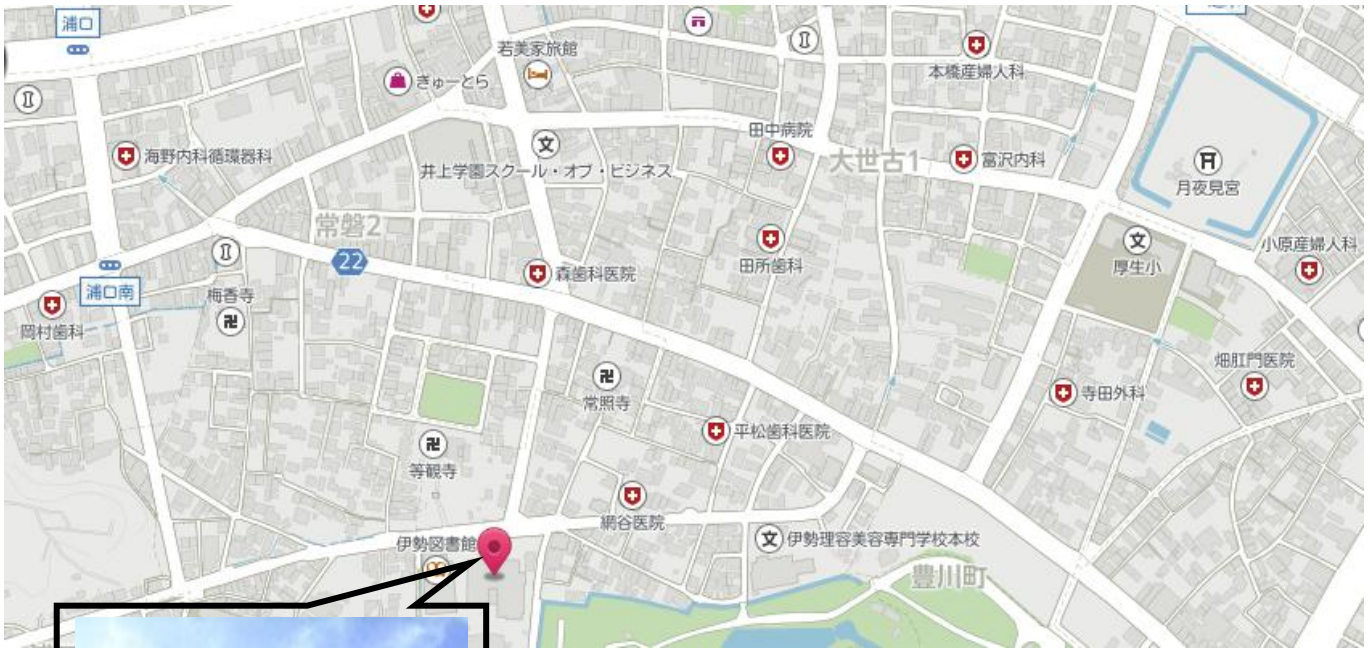 浦口
若美家旅館
本橋産婦人科
ぎゅーとら
田中病院
海野内科循環器科
井上学園スクール・オブ・ビジネス
大世古1
富沢内科
月夜見宮
常磐2
小原産婦人科
田所歯科
厚生小
22
森歯科医院
浦口南
梅香寺
岡村歯科
畑肛門医院
常照寺
寺田外科
平松歯科医院
等観寺
網谷医院
伊勢図書館
伊勢理容美容専門学校本校
豊川町